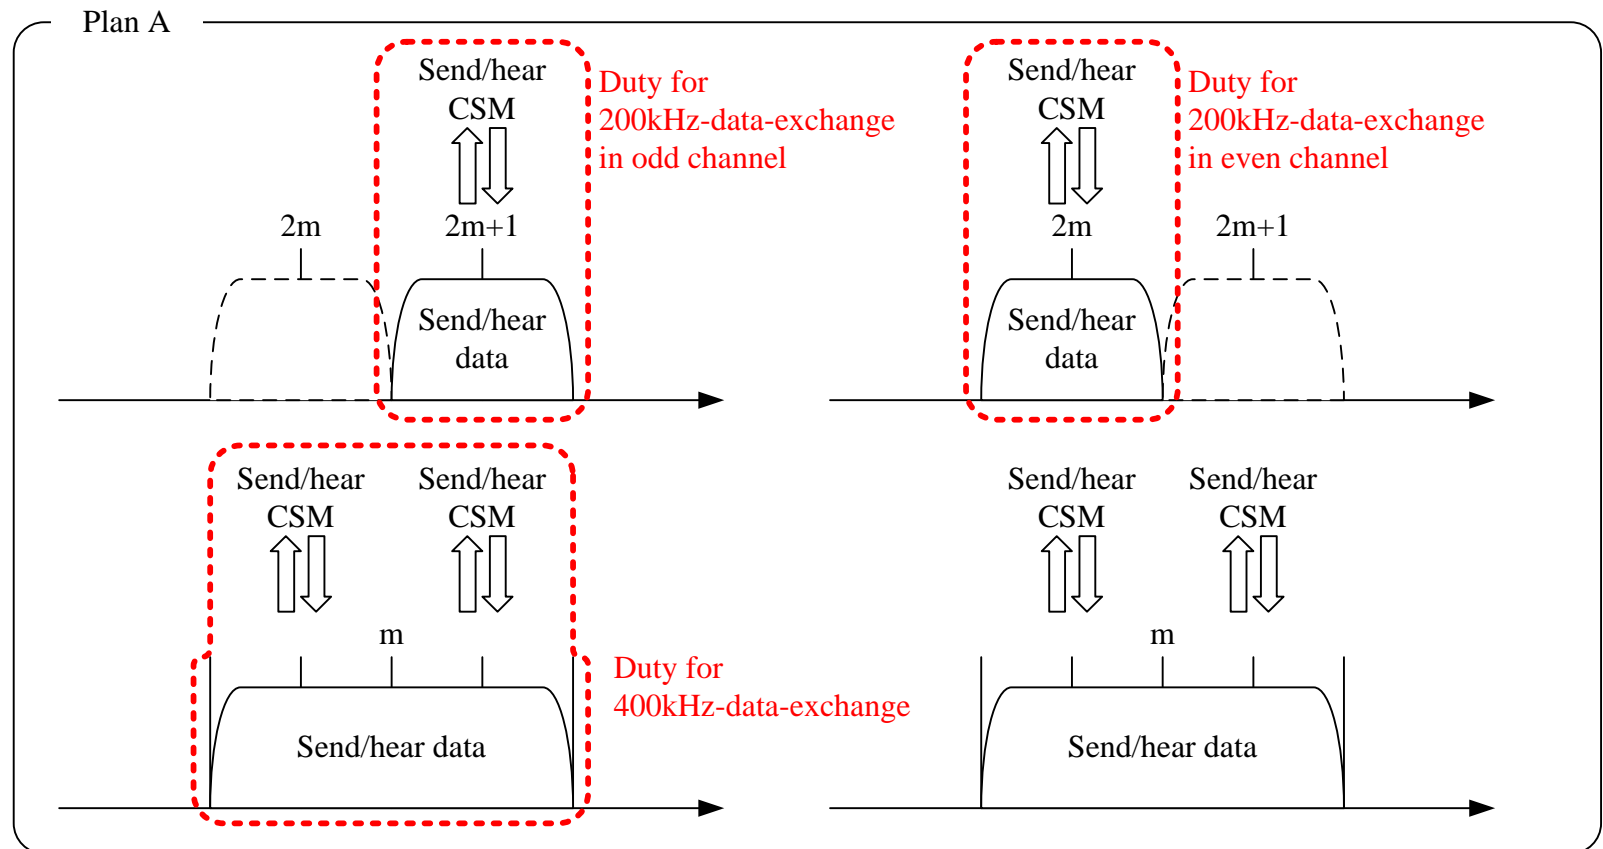 Plan A
Send/hear
CSM
Duty for
200kHz-data-exchange
in odd channel
2m
2m+1
Send/hear
data
Send/hear
CSM
Duty for
200kHz-data-exchange
in even channel
2m
2m+1
Send/hear
data
Send/hear
CSM
Send/hear
CSM
m
Duty for
400kHz-data-exchange
Send/hear data
Send/hear
CSM
Send/hear
CSM
m
Send/hear data